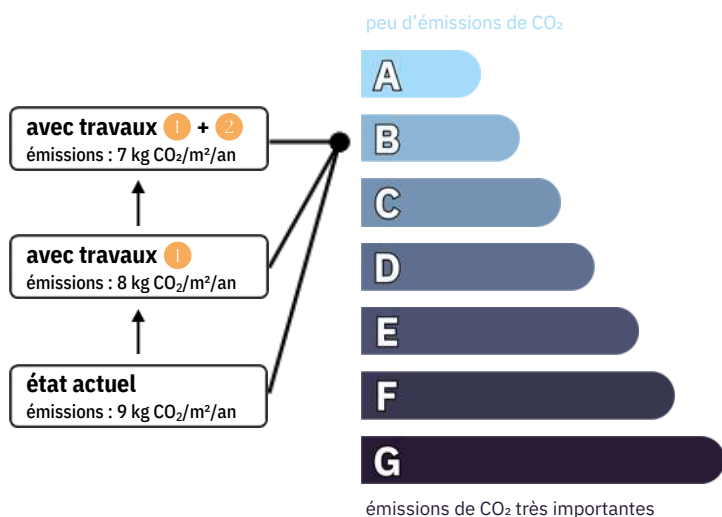 peu d'émissions de CO₂
A
avec travaux 1 + 2
émissions : 7 kg CO₂/m²/an
B
C
avec travaux 1
émissions : 8 kg CO₂/m²/an
D
E
état actuel
émissions : 9 kg CO₂/m²/an
F
G
émissions de CO₂ très importantes